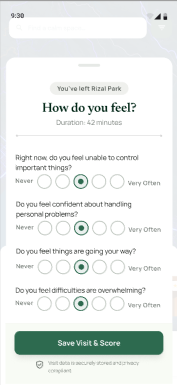 9:30
You've left Rizal Park
How do you feel?
Duration: 42 minutes
Right now, do you feel unable to control
important things?
Never
Very Often
Do you feel confident about handling
personal problems?
Never
Very Often
Do you feel things are going your way?
Never
Very Often
Do you feel difficulties are overwhelming?
Never
Very Often
Save Visit & Score
Visit data is securely stored and privacy
compliant